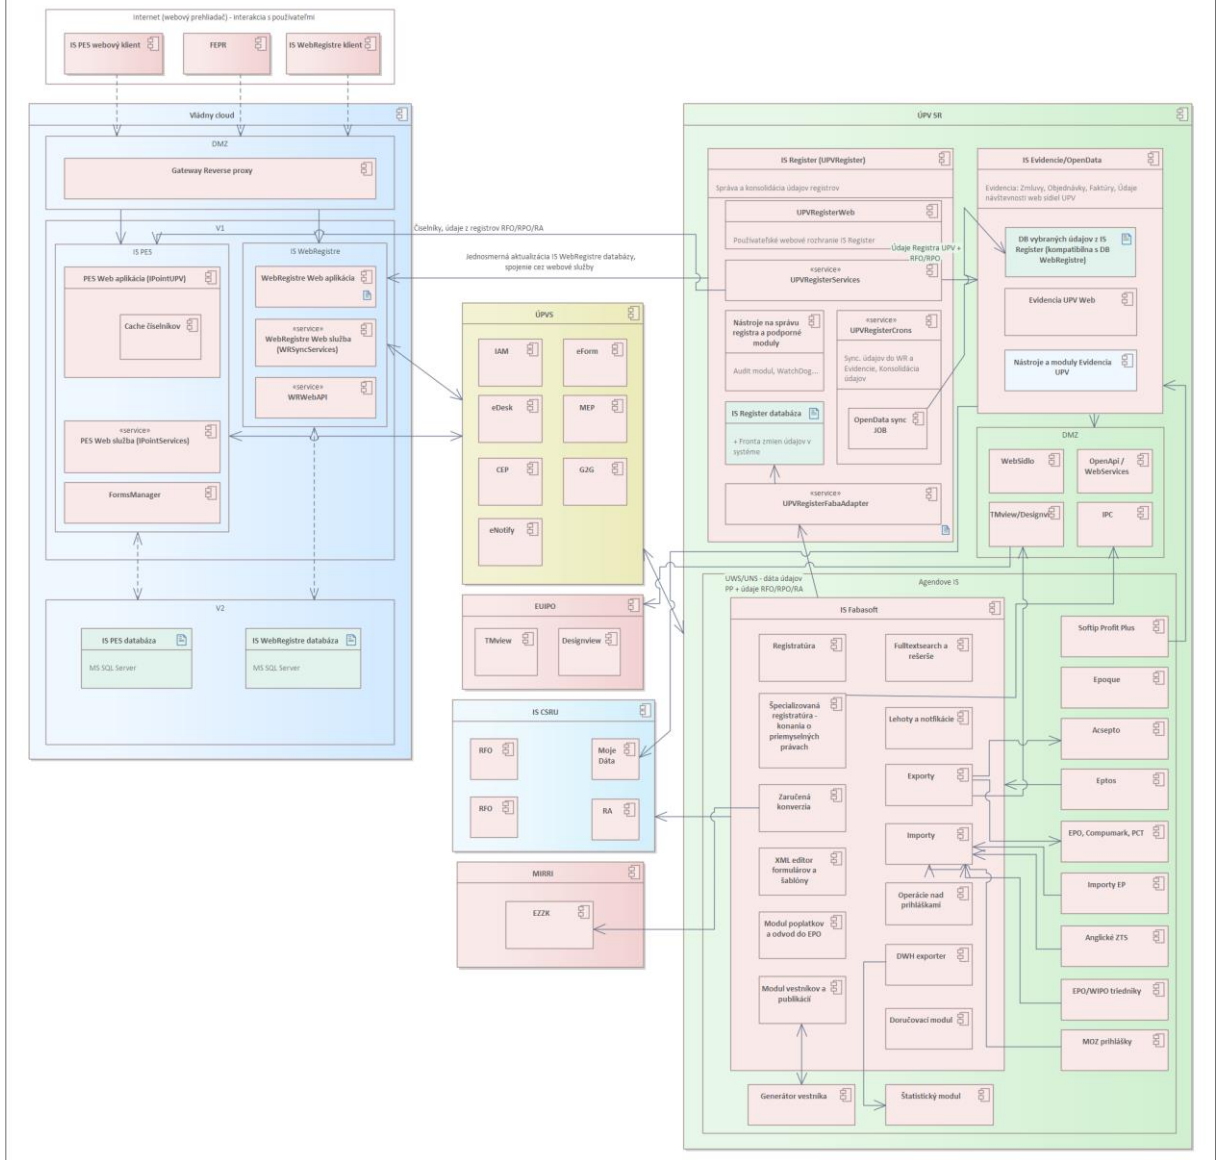 Internet (webový prehliadač) - Interakcia s používateľmi
IS PES webový klient
FEPR
IS WebRegistre klient
Vládny cloud
DMZ
Gateway Reverse proxy
V1
IS PES
PES Web aplikácia (IPointUPV)
Cache číselníkov
«service»
PES Web služba (IPointServices)
FormsManager
IS WebRegistre
WebRegistre Web aplikácia
«service»
WebRegistre Web služba
(WRSyncServices)
«service»
WRWebAPI
V2
IS PES databáza
MS SQL Server
IS WebRegistre databáza
MS SQL Server
Číselníky, údaje z registrov RFO/RPO/RA
Jednosmerná aktualizácia IS WebRegistre databázy,
spojenie cez webové služby
ÚPVS
IAM
eForm
eDesk
MEP
CEP
G2G
eNotify
EUIPO
TMview
Designview
IS CSRU
RFO
Moje
Dáta
RFO
RA
MIRRI
EZZK
ÚPV SR
IS Register (UPVRegister)
Správa a konsolidácia údajov registrov
UPVRegisterWeb
Používateľské webové rozhranie IS Register
«service»
UPVRegisterServices
Nástroje na správu
registra a podporné
moduly
Audit modul, WatchDog...
«service»
UPVRegisterCrons
Sync. údajov do WR a
Evidencie, Konsolidácia
údajov
OpenData sync
JOB
IS Register databáza
+ Fronta zmien údajov v
systéme
«service»
UPVRegisterFabaAdapter
Údaje Registra UPV +
RFO/RPO
IS Evidencie/OpenData
Evidencia: Zmluvy, Objednávky, Faktúry, Údaje
návštevnosti web sídiel UPV
DB vybraných údajov z IS
Register (kompatibilna s DB
WebRegistre)
Evidencia UPV Web
Nástroje a moduly Evidencia
UPV
DMZ
WebSídlo
OpenApi /
WebServices
TMview/Designvi
IPC
Agendove IS
UWS/UNS - dáta údajov
PP + údaje RFO/RPO/RA
IS Fabasoft
Registratúra
Fulltextsearch a
rešerše
Špecializovaná
registratúra -
konania o
priemyselných
právach
Lehoty a notfikácie
Exporty
Zaručená
konverzia
Importy
XML editor
formulárov a
šablóny
Operácie nad
prihláškami
Modul poplatkov
a odvod do EPO
DWH exporter
Modul vestníkov a
publikácií
Doručovací modul
Generátor vestníka
Štatistický modul
Softip Profit Plus
Epoque
Acsepto
Eptos
EPO, Compumark, PCT
Importy EP
Anglické ZTS
EPO/WIPO triedniky
MOZ prihlášky